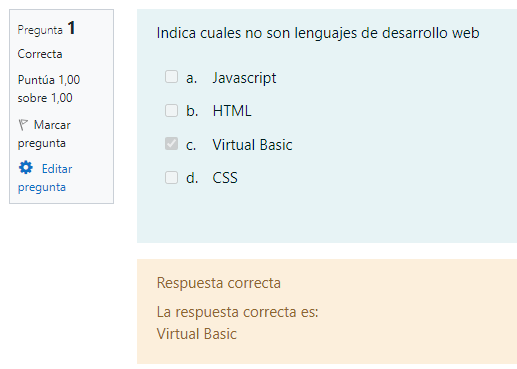 Pregunta 1
Correcta
Puntúa 1,00
sobre 1,00
Marcar
pregunta
Editar
pregunta
Indica cuales no son lenguajes de desarrollo web
a. Javascript
b. HTML
c. Virtual Basic
d. CSS
Respuesta correcta
La respuesta correcta es:
Virtual Basic